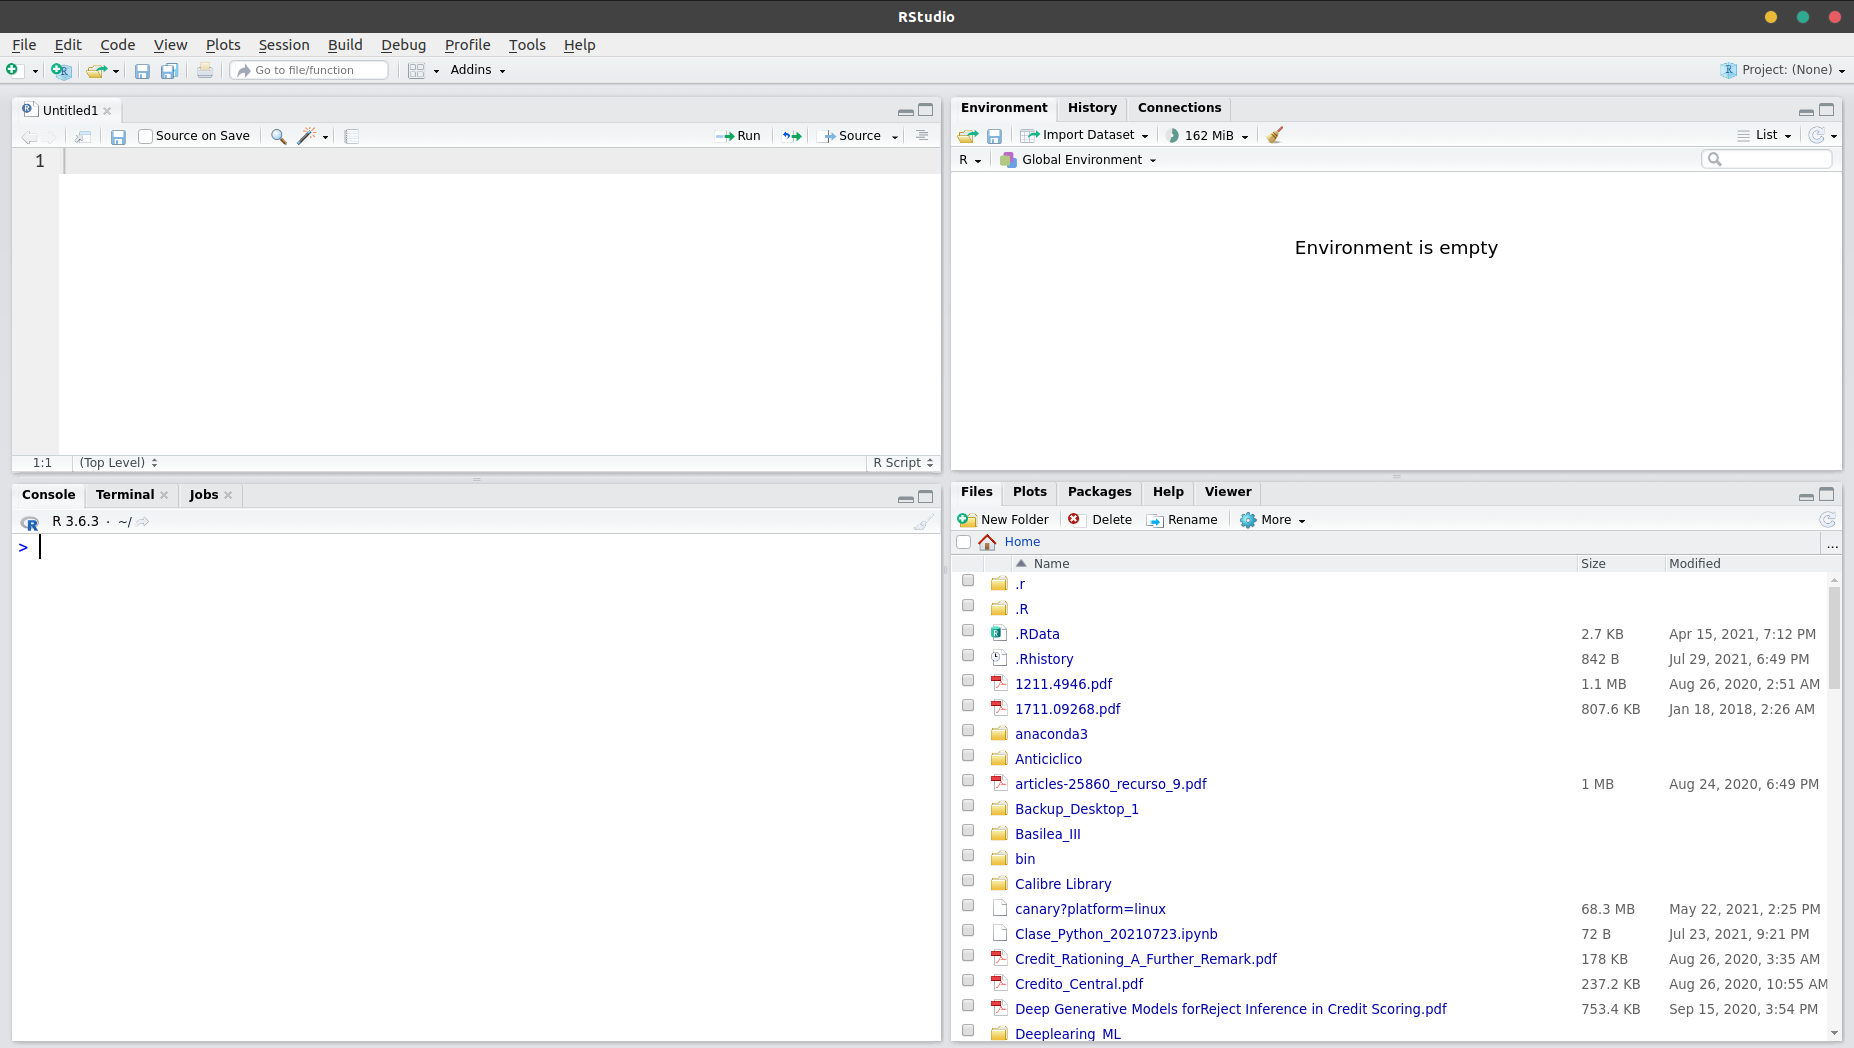 RStudio
File Edit Code View Plots Session Build Debug Profile Tools Help
Go to file/function Addins Project: (None)
Untitled1
Source on Save Run Source
1
1:1 (Top Level) R Script
Console Terminal Jobs
R 3.6.3 · ~/
>
Environment History Connections
Import Dataset 162 MiB List
R Global Environment
Environment is empty
Files Plots Packages Help Viewer
New Folder Delete Rename More
Home ...
Name Size Modified
.r
.R
.RData 2.7 KB Apr 15, 2021, 7:12 PM
.Rhistory 842 B Jul 29, 2021, 6:49 PM
1211.4946.pdf 1.1 MB Aug 26, 2020, 2:51 AM
1711.09268.pdf 807.6 KB Jan 18, 2018, 2:26 AM
anaconda3
Anticiclico
articles-25860_recurso_9.pdf 1 MB Aug 24, 2020, 6:49 PM
Backup_Desktop_1
Basilea_III
bin
Calibre Library
canary?platform=linux 68.3 MB May 22, 2021, 2:25 PM
Clase_Python_20210723.ipynb 72 B Jul 23, 2021, 9:21 PM
Credit_Rationing_A_Further_Remark.pdf 178 KB Aug 26, 2020, 3:35 AM
Credito_Central.pdf 237.2 KB Aug 26, 2020, 10:55 AM
Deep Generative Models forReject Inference in Credit Scoring.pdf 753.4 KB Sep 15, 2020, 3:54 PM
Deeplearing_ML